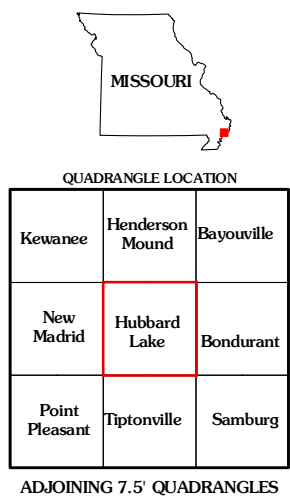 MISSOURI
QUADRANGLE LOCATION
Kewanee
Henderson
Mound
Bayouville
New
Madrid
Hubbard
Lake
Bondurant
Point
Pleasant
Tiptonville
Samburg
ADJOINING 7.5' QUADRANGLES